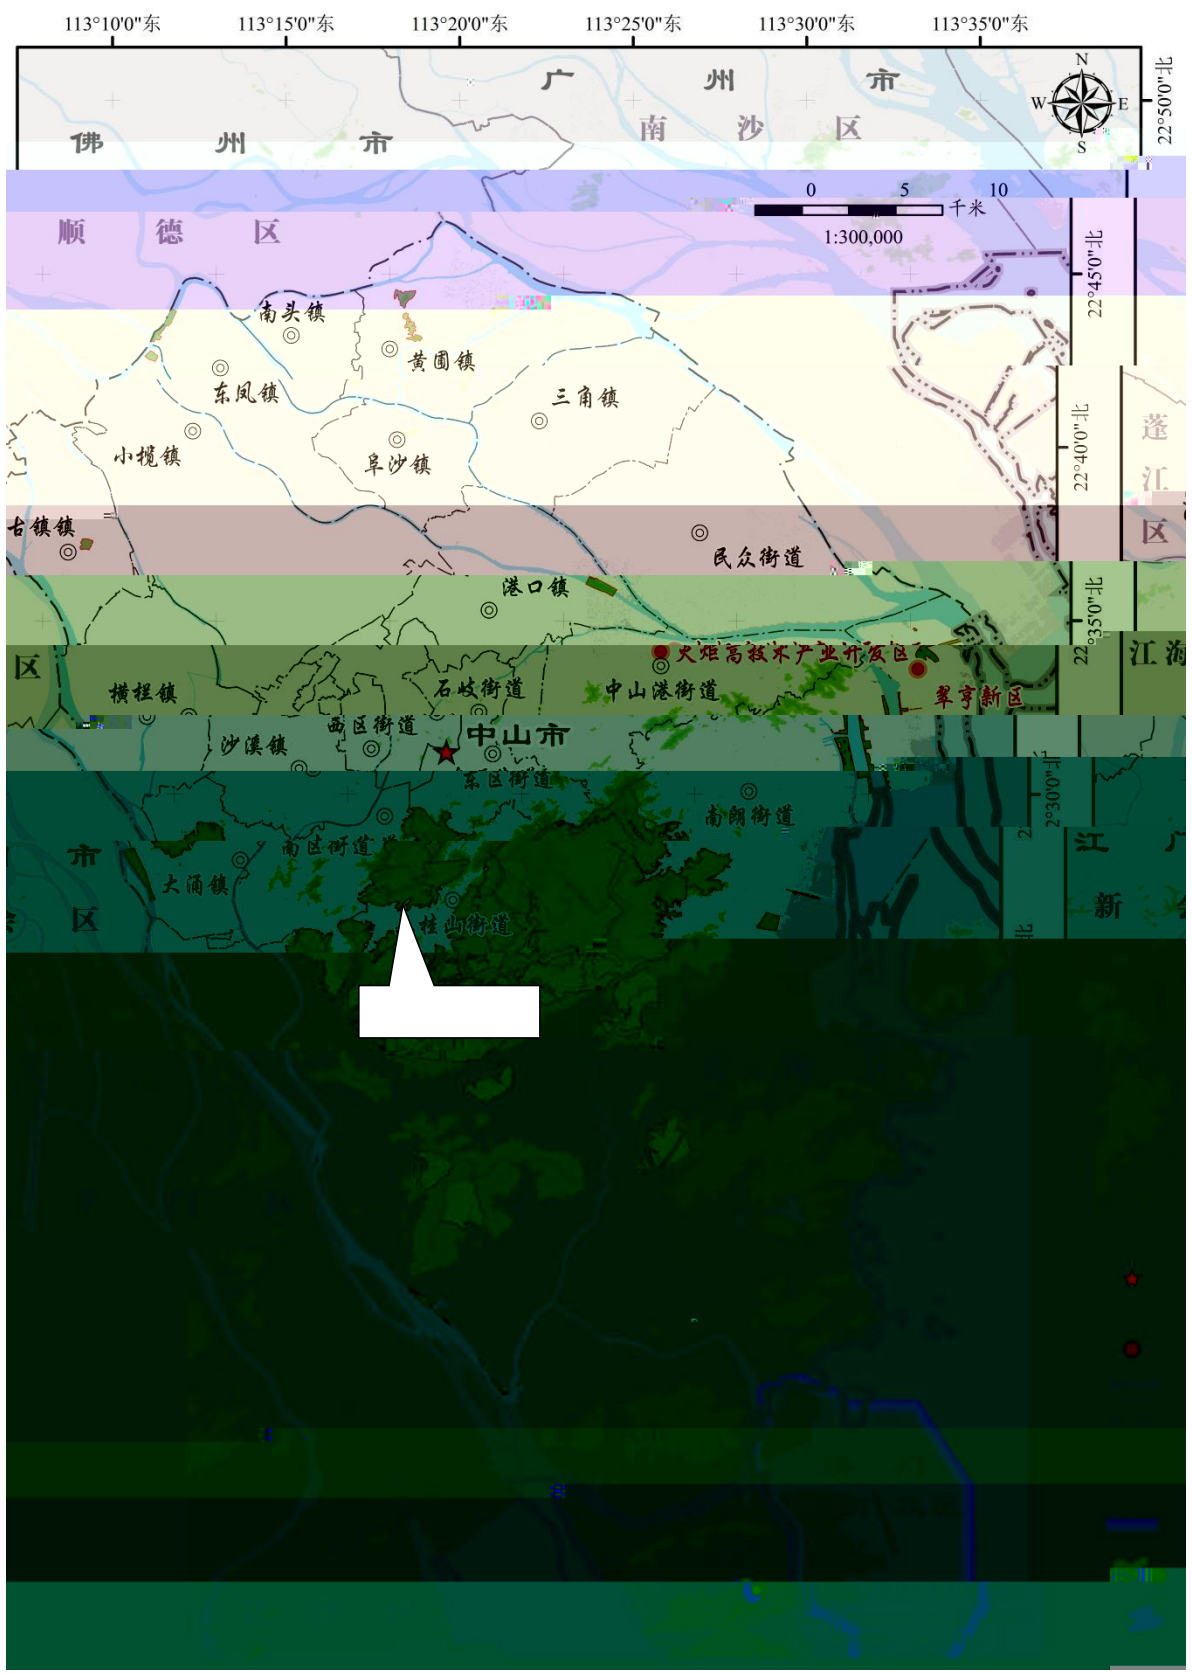 113°10'0"东 113°15'0"东 113°20'0"东 113°25'0"东 113°30'0"东 113°35'0"东
22°50'0"北
N
W E
S
广州市
南沙区
佛州市
0 5 10
千米
1:300,000
顺德区
22°45'0"北
南头镇
黄圃镇
东凤镇
三角镇
小榄镇
阜沙镇
22°40'0"北
蓬江区
古镇镇
民众街道
港口镇
22°35'0"北
火炬高技术产业开发区
江海
区
横栏镇
石岐街道
中山港街道
翠亨新区
西区街道
中山市
沙溪镇
东区街道
2°30'0"北
南朗街道
南区街道
市
江
大涌镇
区
桂山街道
新
北